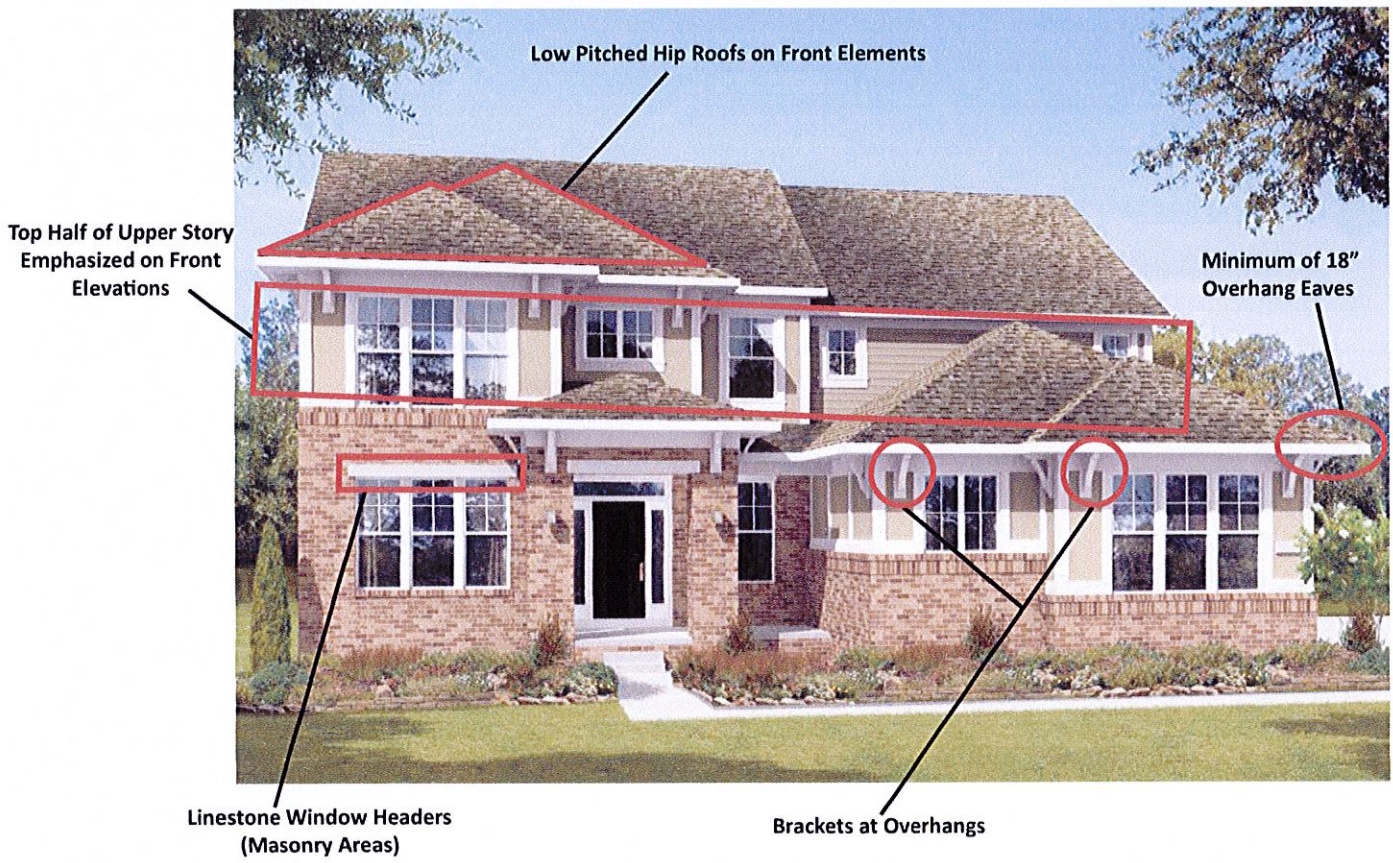 Low Pitched Hip Roofs on Front Elements
Top Half of Upper Story
Emphasized on Front
Elevations
Minimum of 18”
Overhang Eaves
Linestone Window Headers
(Masonry Areas)
Brackets at Overhangs